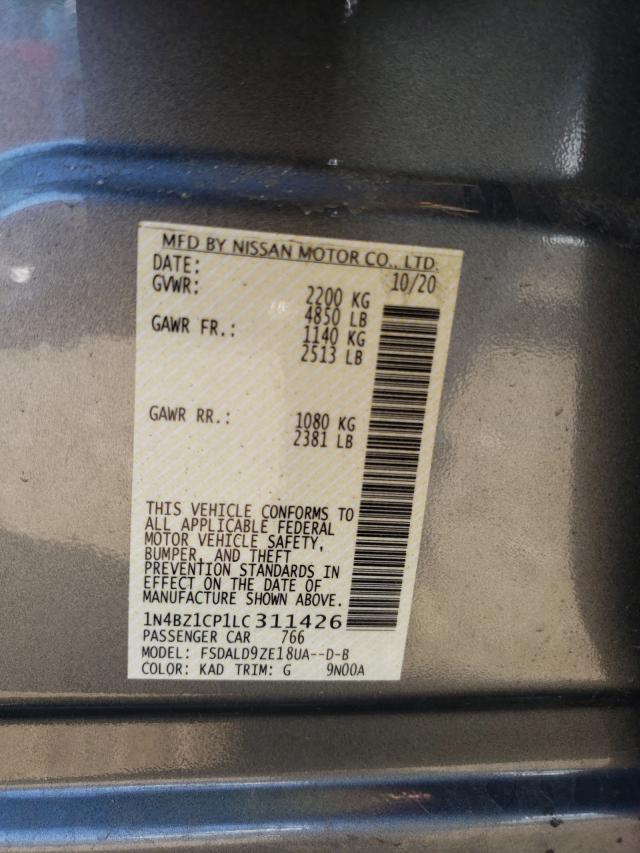 MFD BY NISSAN MOTOR CO., LTD.
DATE: 10/20
GVWR: 2200 KG
4850 LB
GAWR FR.: 1140 KG
2513 LB
GAWR RR.: 1080 KG
2381 LB
THIS VEHICLE CONFORMS TO
ALL APPLICABLE FEDERAL
MOTOR VEHICLE SAFETY,
BUMPER, AND THEFT
PREVENTION STANDARDS IN
EFFECT ON THE DATE OF
MANUFACTURE SHOWN ABOVE.
1N4BZ1CP1LC311426
PASSENGER CAR 766
MODEL: FSDALD9ZE18UA--D-B
COLOR: KAD TRIM: G 9N00A